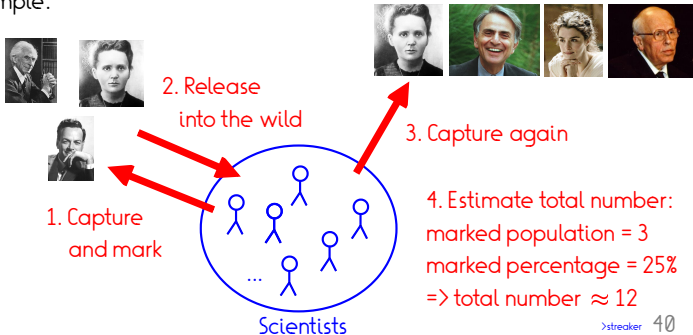 2. Release
into the wild
3. Capture again
1. Capture
and mark
4. Estimate total number:
marked population = 3
marked percentage = 25%
=> total number ≈ 12
...
Scientists
>streaker 40